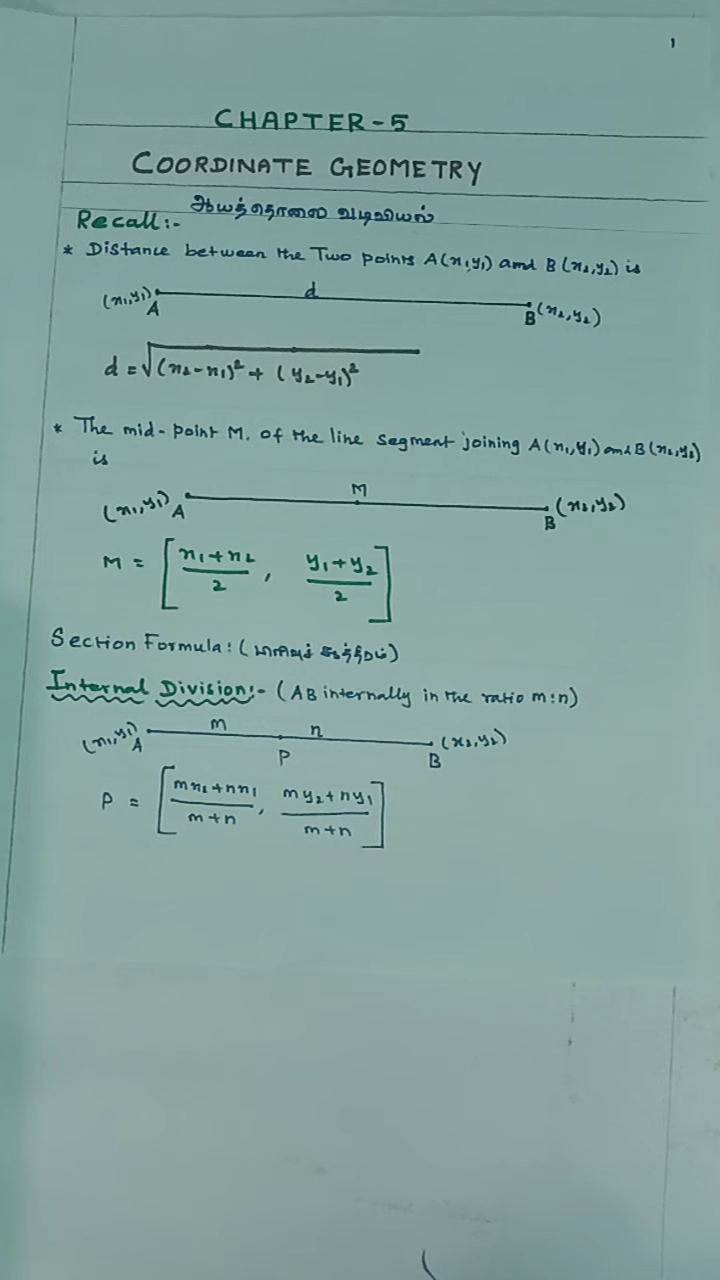 1
CHAPTER-5
COORDINATE GEOMETRY
ஆயத்தொலை வடிவியல்
Recall:-
* Distance between the Two points A(x₁,y₁) and B(x₂,y₂) is
(x₁,y₁) A d B (x₂,y₂)
d = √(x₂-x₁)² + (y₂-y₁)²
* The mid-point M. of the line segment joining A(x₁,y₁) and B(x₂,y₂)
is
(x₁,y₁) A M B (x₂,y₂)
M = [x₁+x₂/2, y₁+y₂/2]
Section Formula: (பிரிவுச் சூத்திரம்)
Internal Division:- (AB internally in the ratio m:n)
(x₁,y₁) A m P n B (x₂,y₂)
P = [mx₂+nx₁/m+n, my₂+ny₁/m+n]